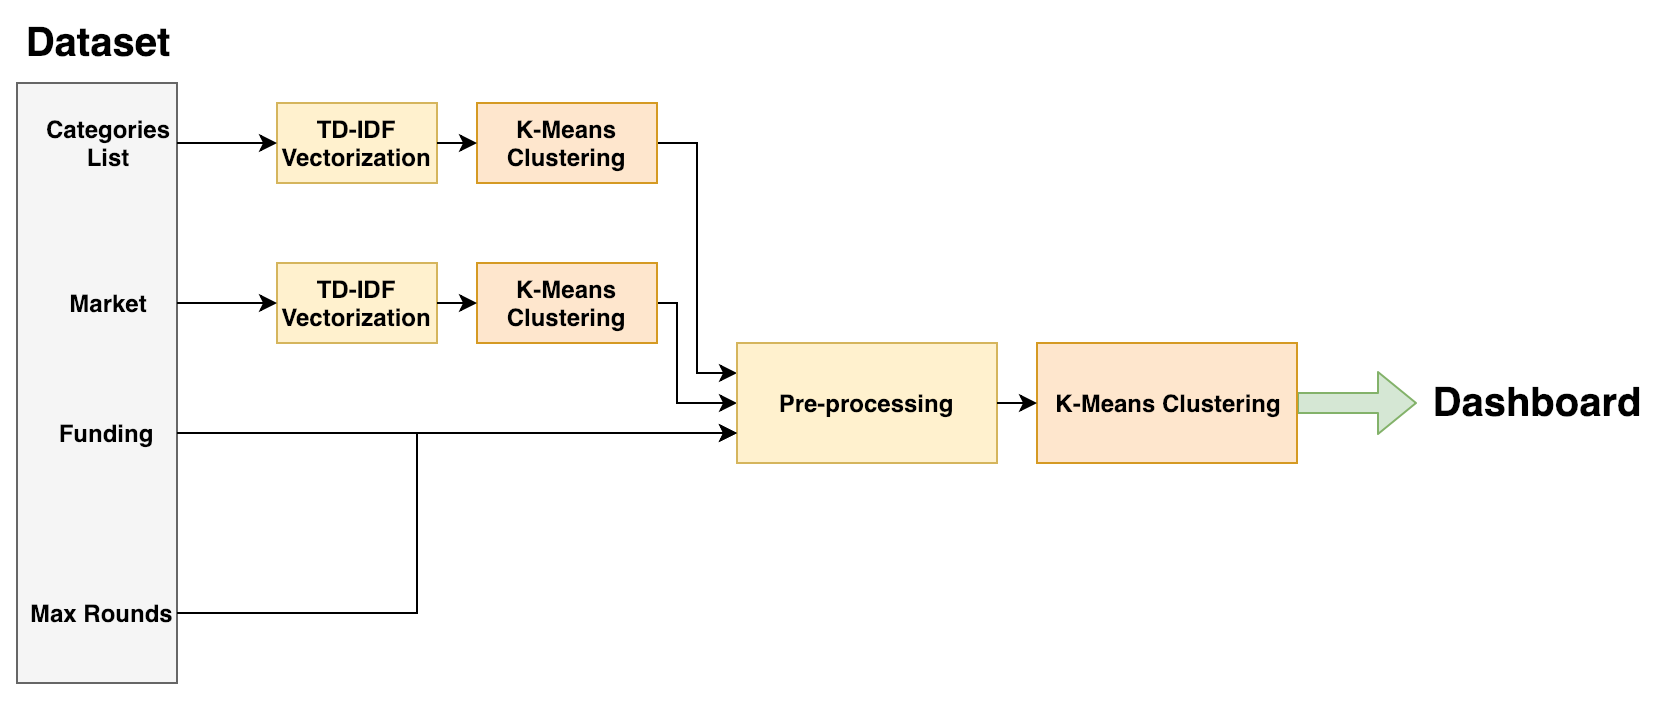 Dataset
Categories
List
TD-IDF
Vectorization
K-Means
Clustering
Market
TD-IDF
Vectorization
K-Means
Clustering
Funding
Pre-processing
K-Means Clustering
Dashboard
Max Rounds